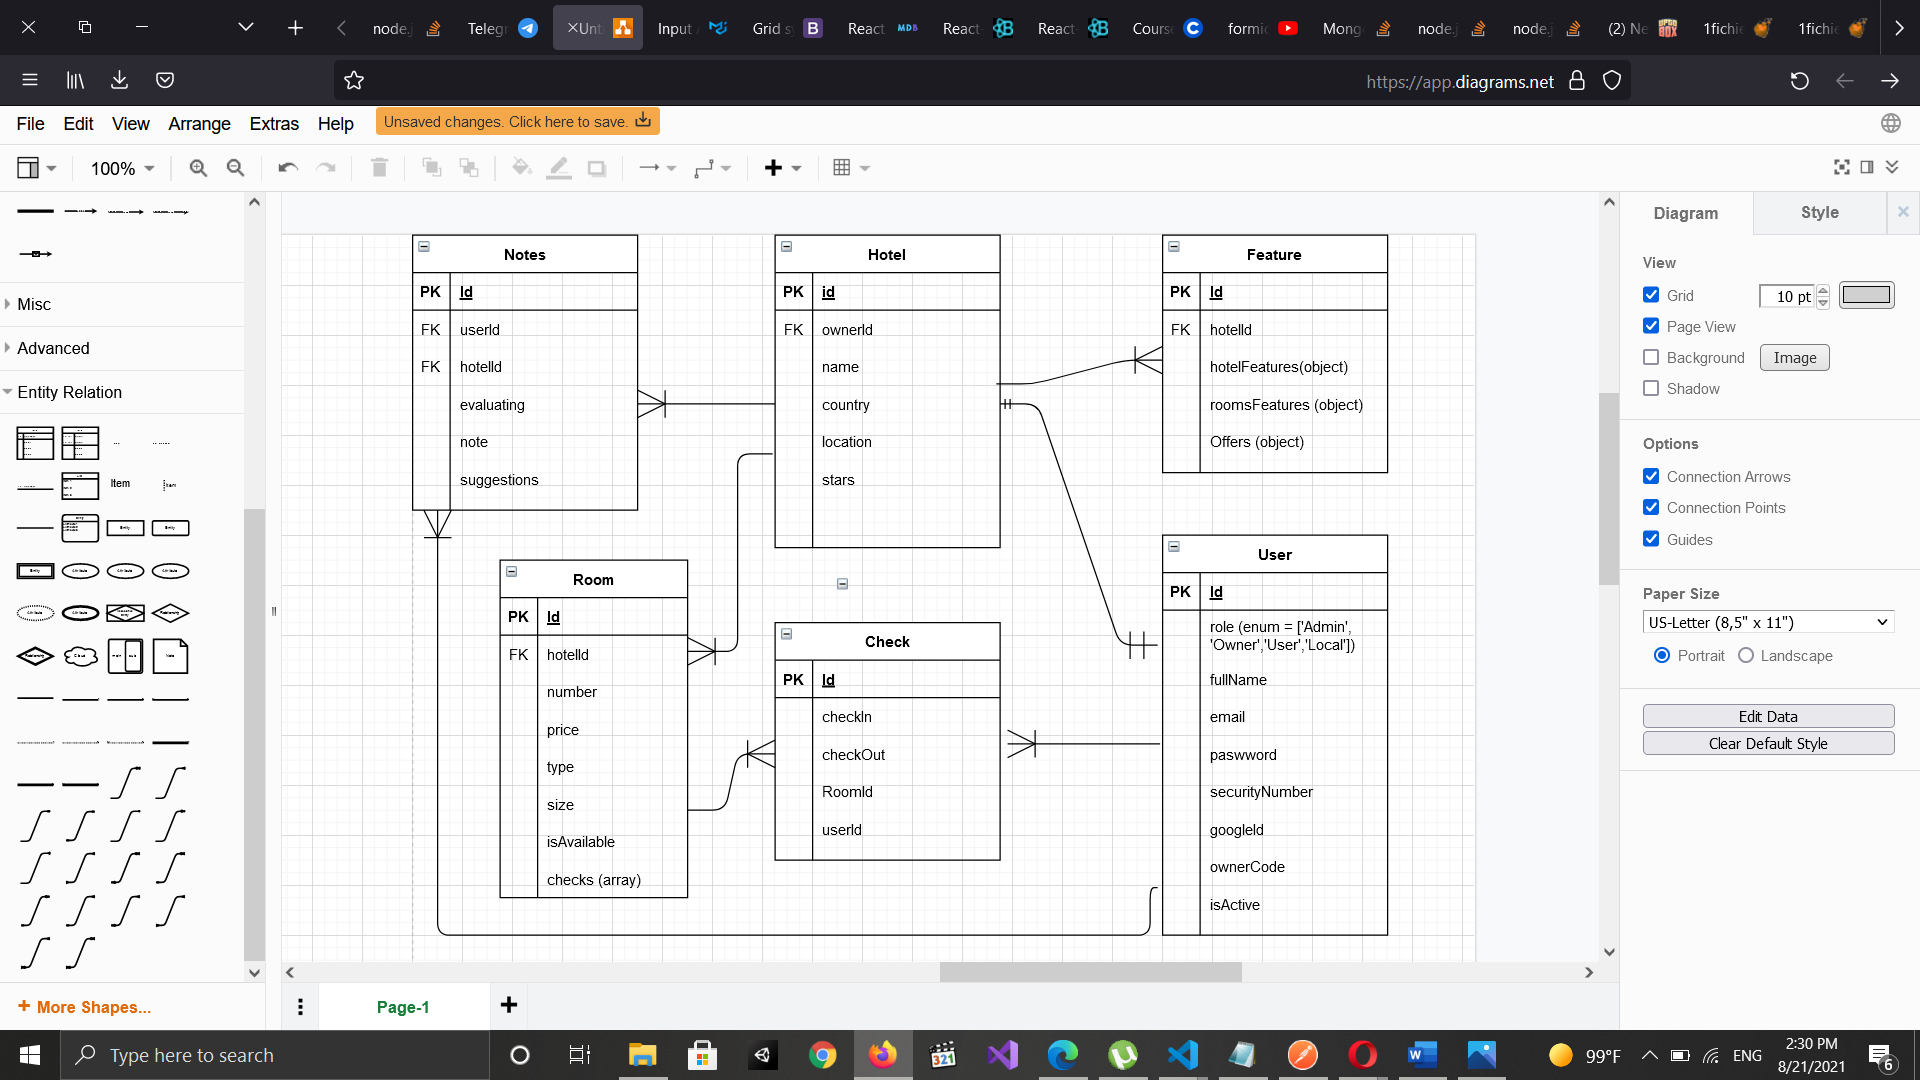 node.j
Telegr
Unt
Input
Grid sy
React
React-
React-
Course
formic
Mong
node.j
node.j
(2) Ne
1fichie
1fichie
https://app.diagrams.net
File Edit View Arrange Extras Help
Unsaved changes. Click here to save.
100%
Misc
Advanced
Entity Relation
Item
+ More Shapes...
Notes
PK Id
FK userId
FK hotelId
evaluating
note
suggestions
Hotel
PK id
FK ownerId
name
country
location
stars
Feature
PK Id
FK hotelId
hotelFeatures(object)
roomsFeatures (object)
Offers (object)
Room
PK Id
FK hotelId
number
price
type
size
isAvailable
checks (array)
Check
PK Id
checkIn
checkOut
RoomId
userId
User
PK Id
role (enum = ['Admin',
'Owner','User','Local'])
fullName
email
paswword
securityNumber
googleId
ownerCode
isActive
Diagram Style
View
Grid 10 pt
Page View
Background Image
Shadow
Options
Connection Arrows
Connection Points
Guides
Paper Size
US-Letter (8,5" x 11")
Portrait Landscape
Edit Data
Clear Default Style
Page-1
Type here to search
99°F
ENG
2:30 PM
8/21/2021
6